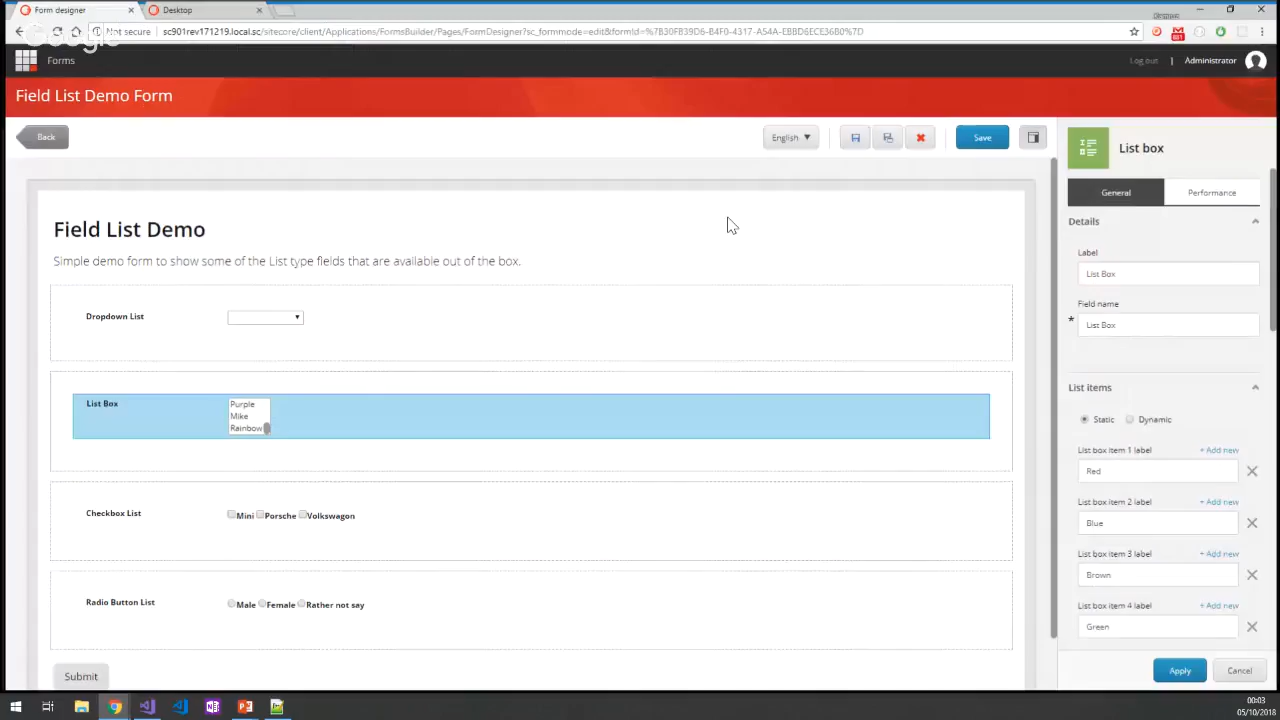 Form designer
Desktop
Not secure
sc901rev171219.local.sc/sitecore/client/Applications/FormsBuilder/Pages/FormDesigner?sc_formmode=edit&formId=%7B30FB39D6-B4F0-4317-A54A-EBBD6ECE36B0%7D
Google
Forms
Log out | Administrator
Field List Demo Form
Back
English
Save
List box
General
Performance
Details
Label
List Box
Field name
* List Box
List items
Static
Dynamic
List box item 1 label
+ Add new
Red
List box item 2 label
+ Add new
Blue
List box item 3 label
+ Add new
Brown
List box item 4 label
+ Add new
Green
Apply
Cancel
Field List Demo
Simple demo form to show some of the List type fields that are available out of the box.
Dropdown List
List Box
Purple
Mike
Rainbow
Checkbox List
Mini Porsche Volkswagon
Radio Button List
Male Female Rather not say
Submit
00:03
05/10/2018